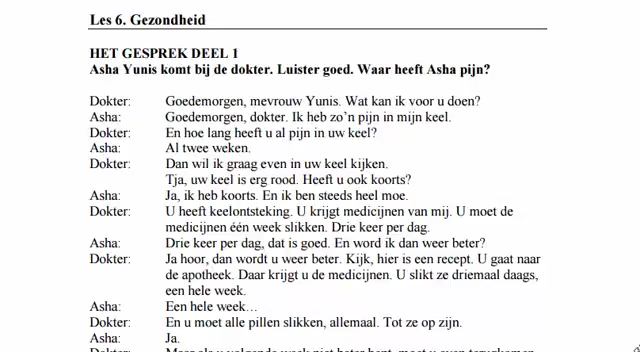 Les 6. Gezondheid
HET GESPREK DEEL 1
Asha Yunis komt bij de dokter. Luister goed. Waar heeft Asha pijn?
Dokter: Goedemorgen, mevrouw Yunis. Wat kan ik voor u doen?
Asha: Goedemorgen, dokter. Ik heb zo'n pijn in mijn keel.
Dokter: En hoe lang heeft u al pijn in uw keel?
Asha: Al twee weken.
Dokter: Dan wil ik graag even in uw keel kijken.
Tja, uw keel is erg rood. Heeft u ook koorts?
Asha: Ja, ik heb koorts. En ik ben steeds heel moe.
Dokter: U heeft keelontsteking. U krijgt medicijnen van mij. U moet de
medicijnen één week slikken. Drie keer per dag.
Asha: Drie keer per dag, dat is goed. En word ik dan weer beter?
Dokter: Ja hoor, dan wordt u weer beter. Kijk, hier is een recept. U gaat naar
de apotheek. Daar krijgt u de medicijnen. U slikt ze driemaal daags,
een hele week.
Asha: Een hele week…
Dokter: En u moet alle pillen slikken, allemaal. Tot ze op zijn.
Asha: Ja.